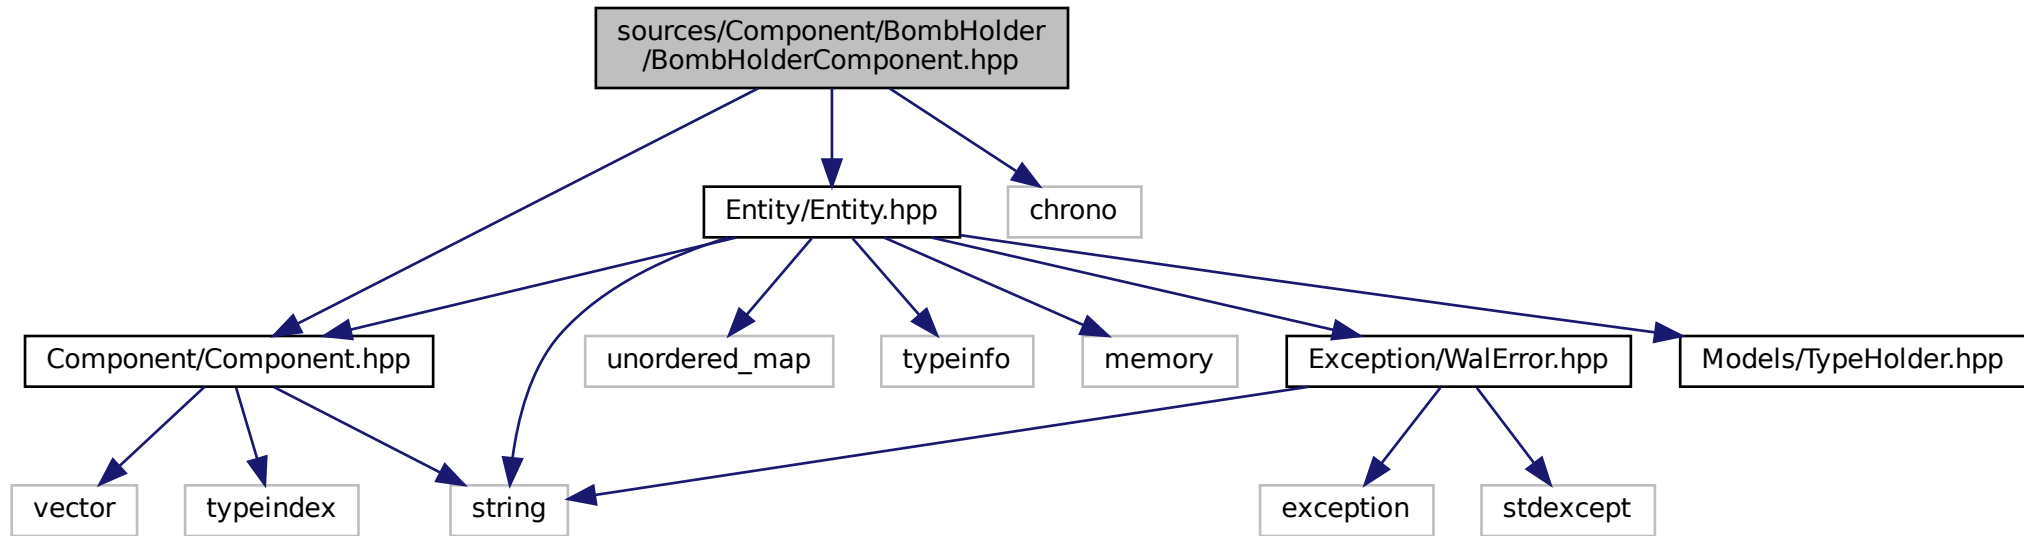 sources/Component/BombHolder
/BombHolderComponent.hpp
Entity/Entity.hpp
chrono
Component/Component.hpp
unordered_map
typeinfo
memory
Exception/WalError.hpp
Models/TypeHolder.hpp
vector
typeindex
string
exception
stdexcept